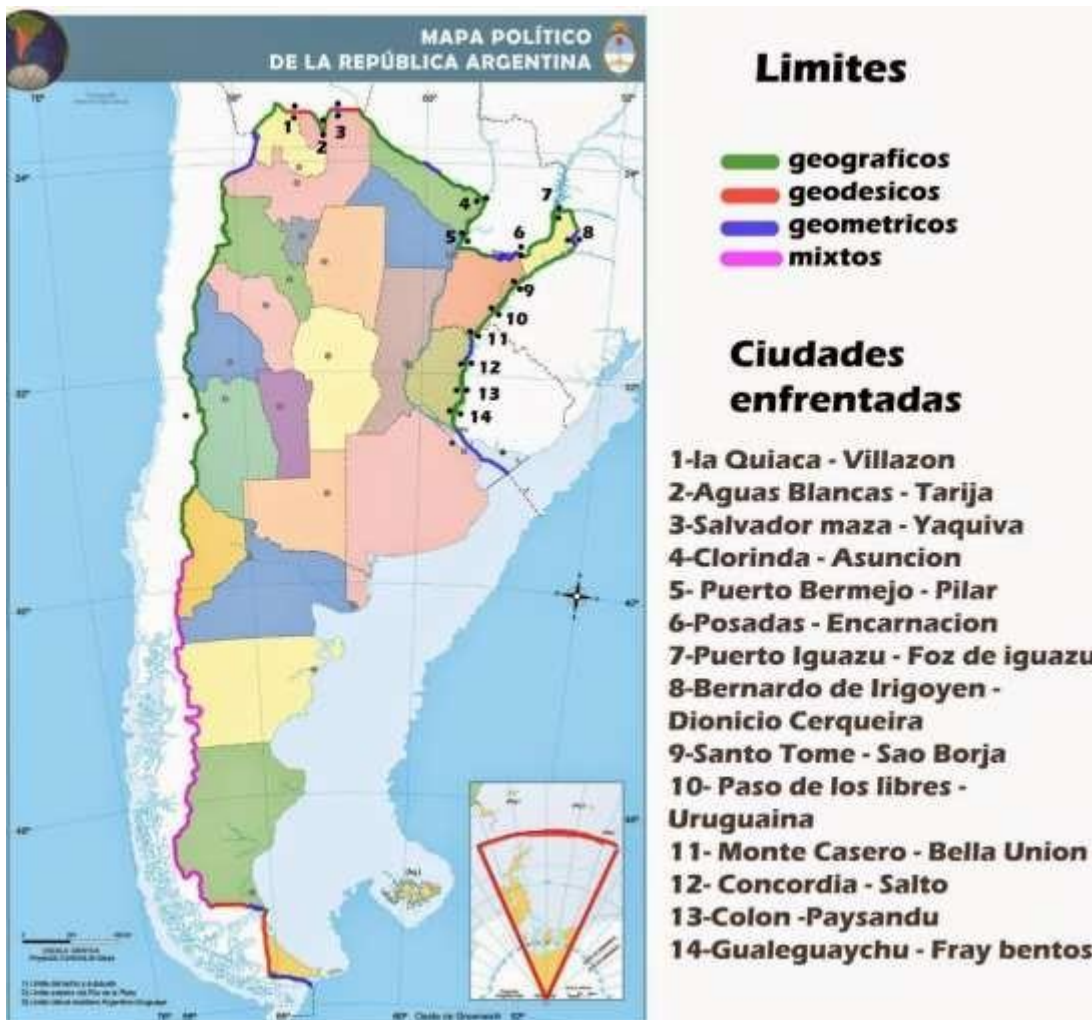 MAPA POLÍTICO
DE LA REPÚBLICA ARGENTINA
1
2
3
4
5
6
7
8
9
10
11
12
13
14
Limites
geograficos
geodesicos
geometricos
mixtos
Ciudades
enfrentadas
1-la Quiaca - Villazon
2-Aguas Blancas - Tarija
3-Salvador maza - Yaquiva
4-Clorinda - Asuncion
5- Puerto Bermejo - Pilar
6-Posadas - Encarnacion
7-Puerto Iguazu - Foz de iguazu
8-Bernardo de Irigoyen -
Dionicio Cerqueira
9-Santo Tome - Sao Borja
10- Paso de los libres -
Uruguaina
11- Monte Casero - Bella Union
12- Concordia - Salto
13-Colon -Paysandu
14-Gualeguaychu - Fray bentos